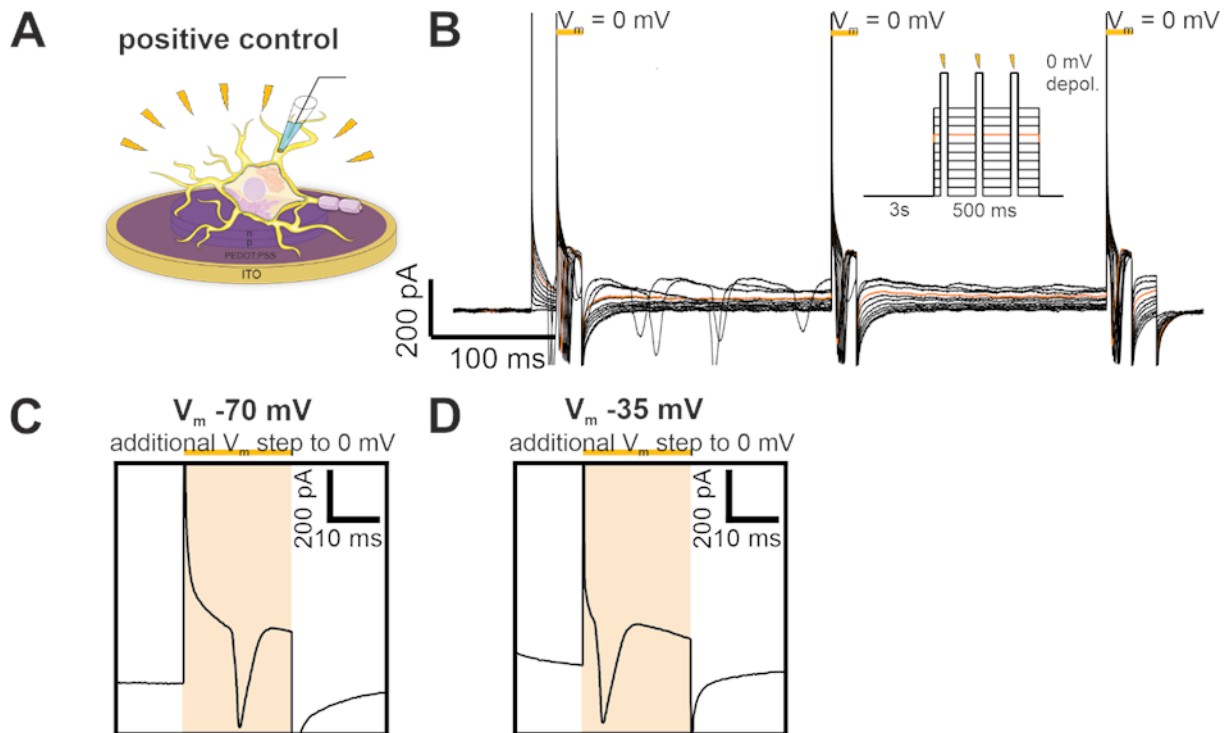 A
positive control
n
p
PEDOT:PSS
ITO
B
Vm = 0 mV
Vm = 0 mV
Vm = 0 mV
0 mV
depol.
3s
500 ms
200 pA
100 ms
C
Vm -70 mV
additional Vm step to 0 mV
200 pA
10 ms
D
Vm -35 mV
additional Vm step to 0 mV
200 pA
10 ms